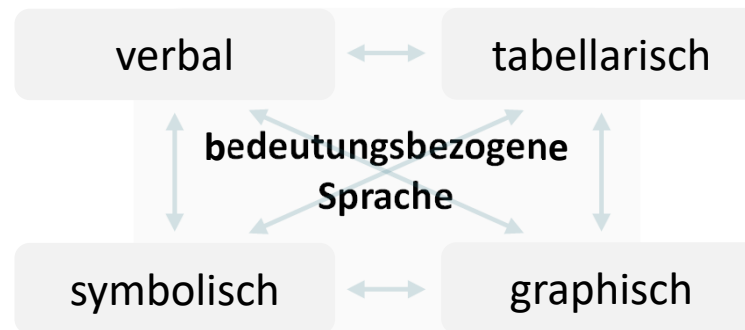 verbal
tabellarisch
bedeutungsbezogene
Sprache
symbolisch
graphisch